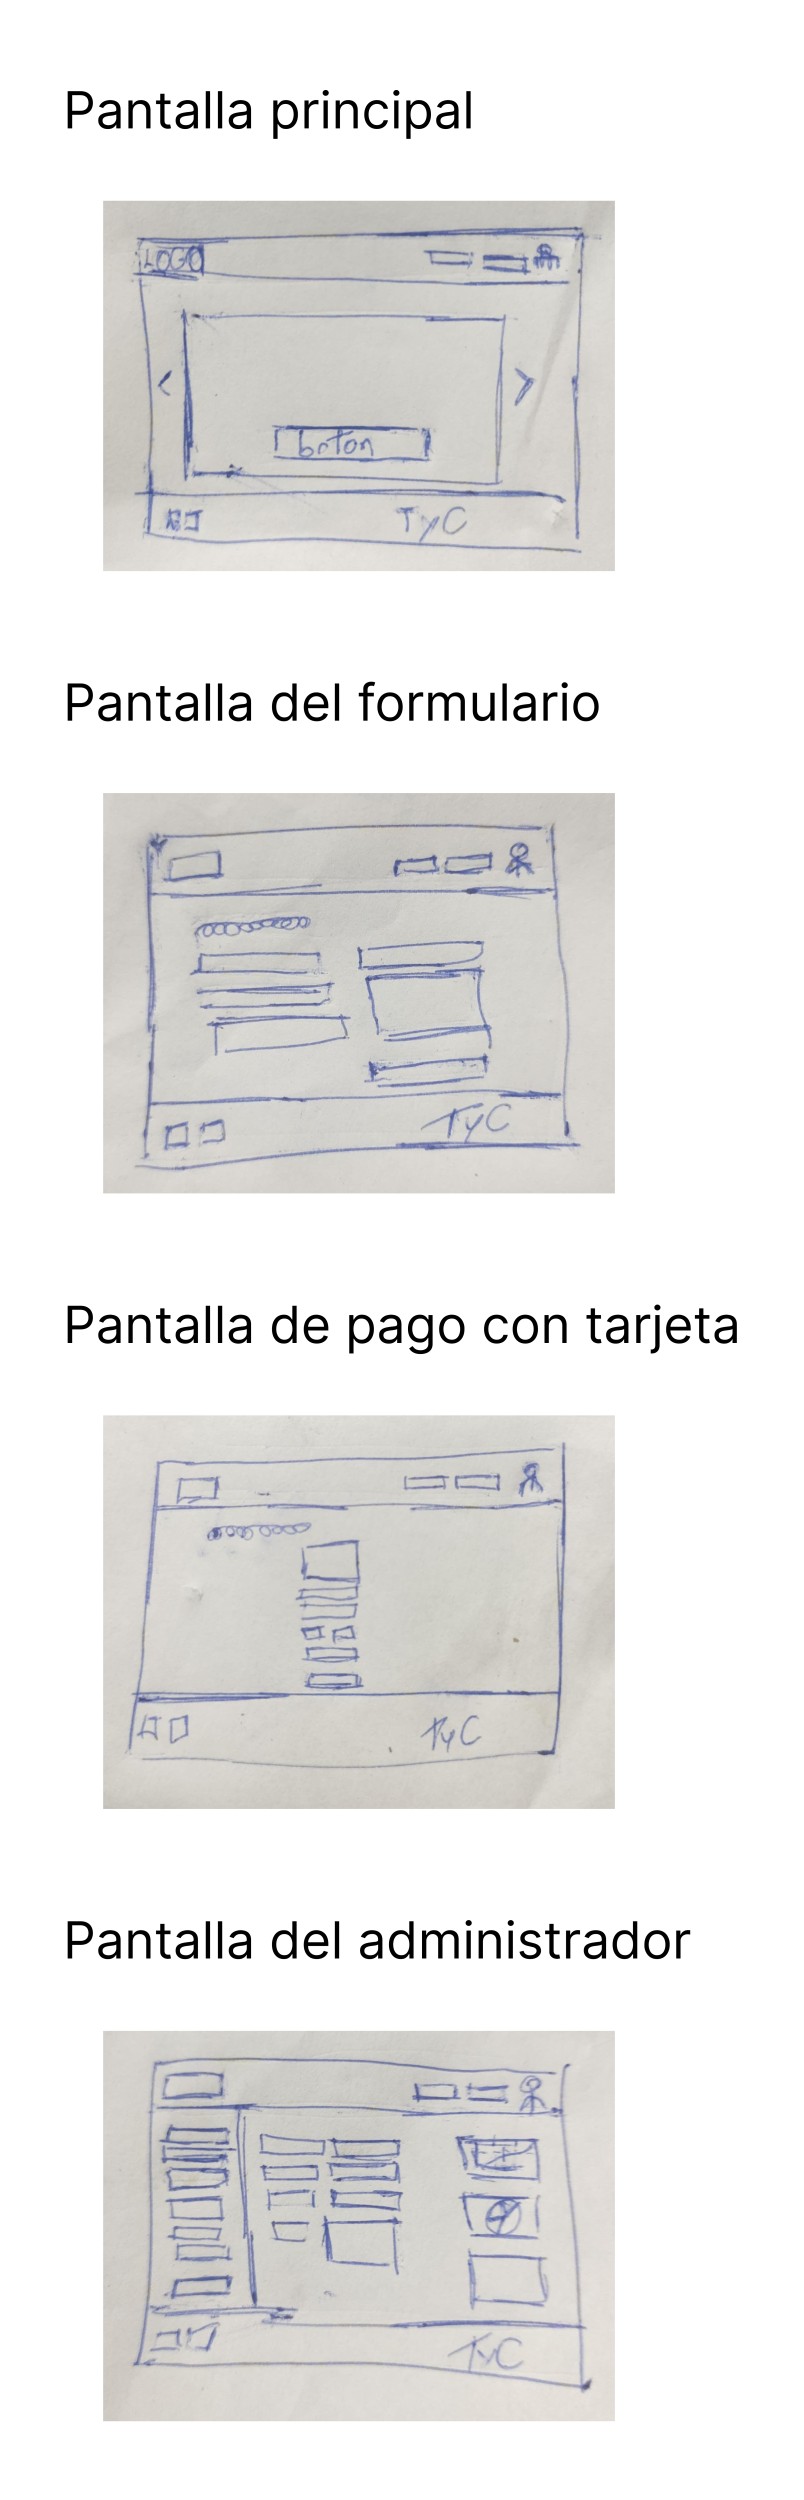 Pantalla principal
LOGO
<
>
boton
TyC
Pantalla del formulario
TyC
Pantalla de pago con tarjeta
TyC
Pantalla del administrador
TyC